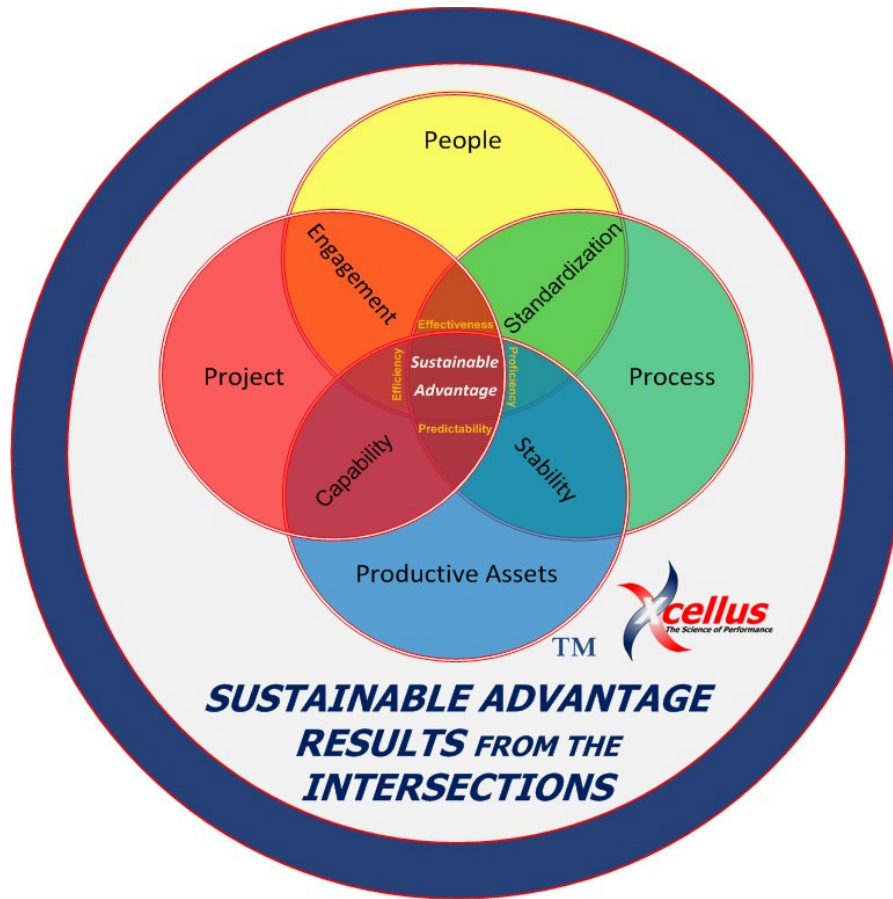 People
Engagement
Standardization
Effectiveness
Project
Efficiency
Sustainable
Advantage
Proficiency
Process
Predictability
Capability
Stability
Productive Assets
Xcellus
The Science of Performance
TM
SUSTAINABLE ADVANTAGE
RESULTS FROM THE
INTERSECTIONS